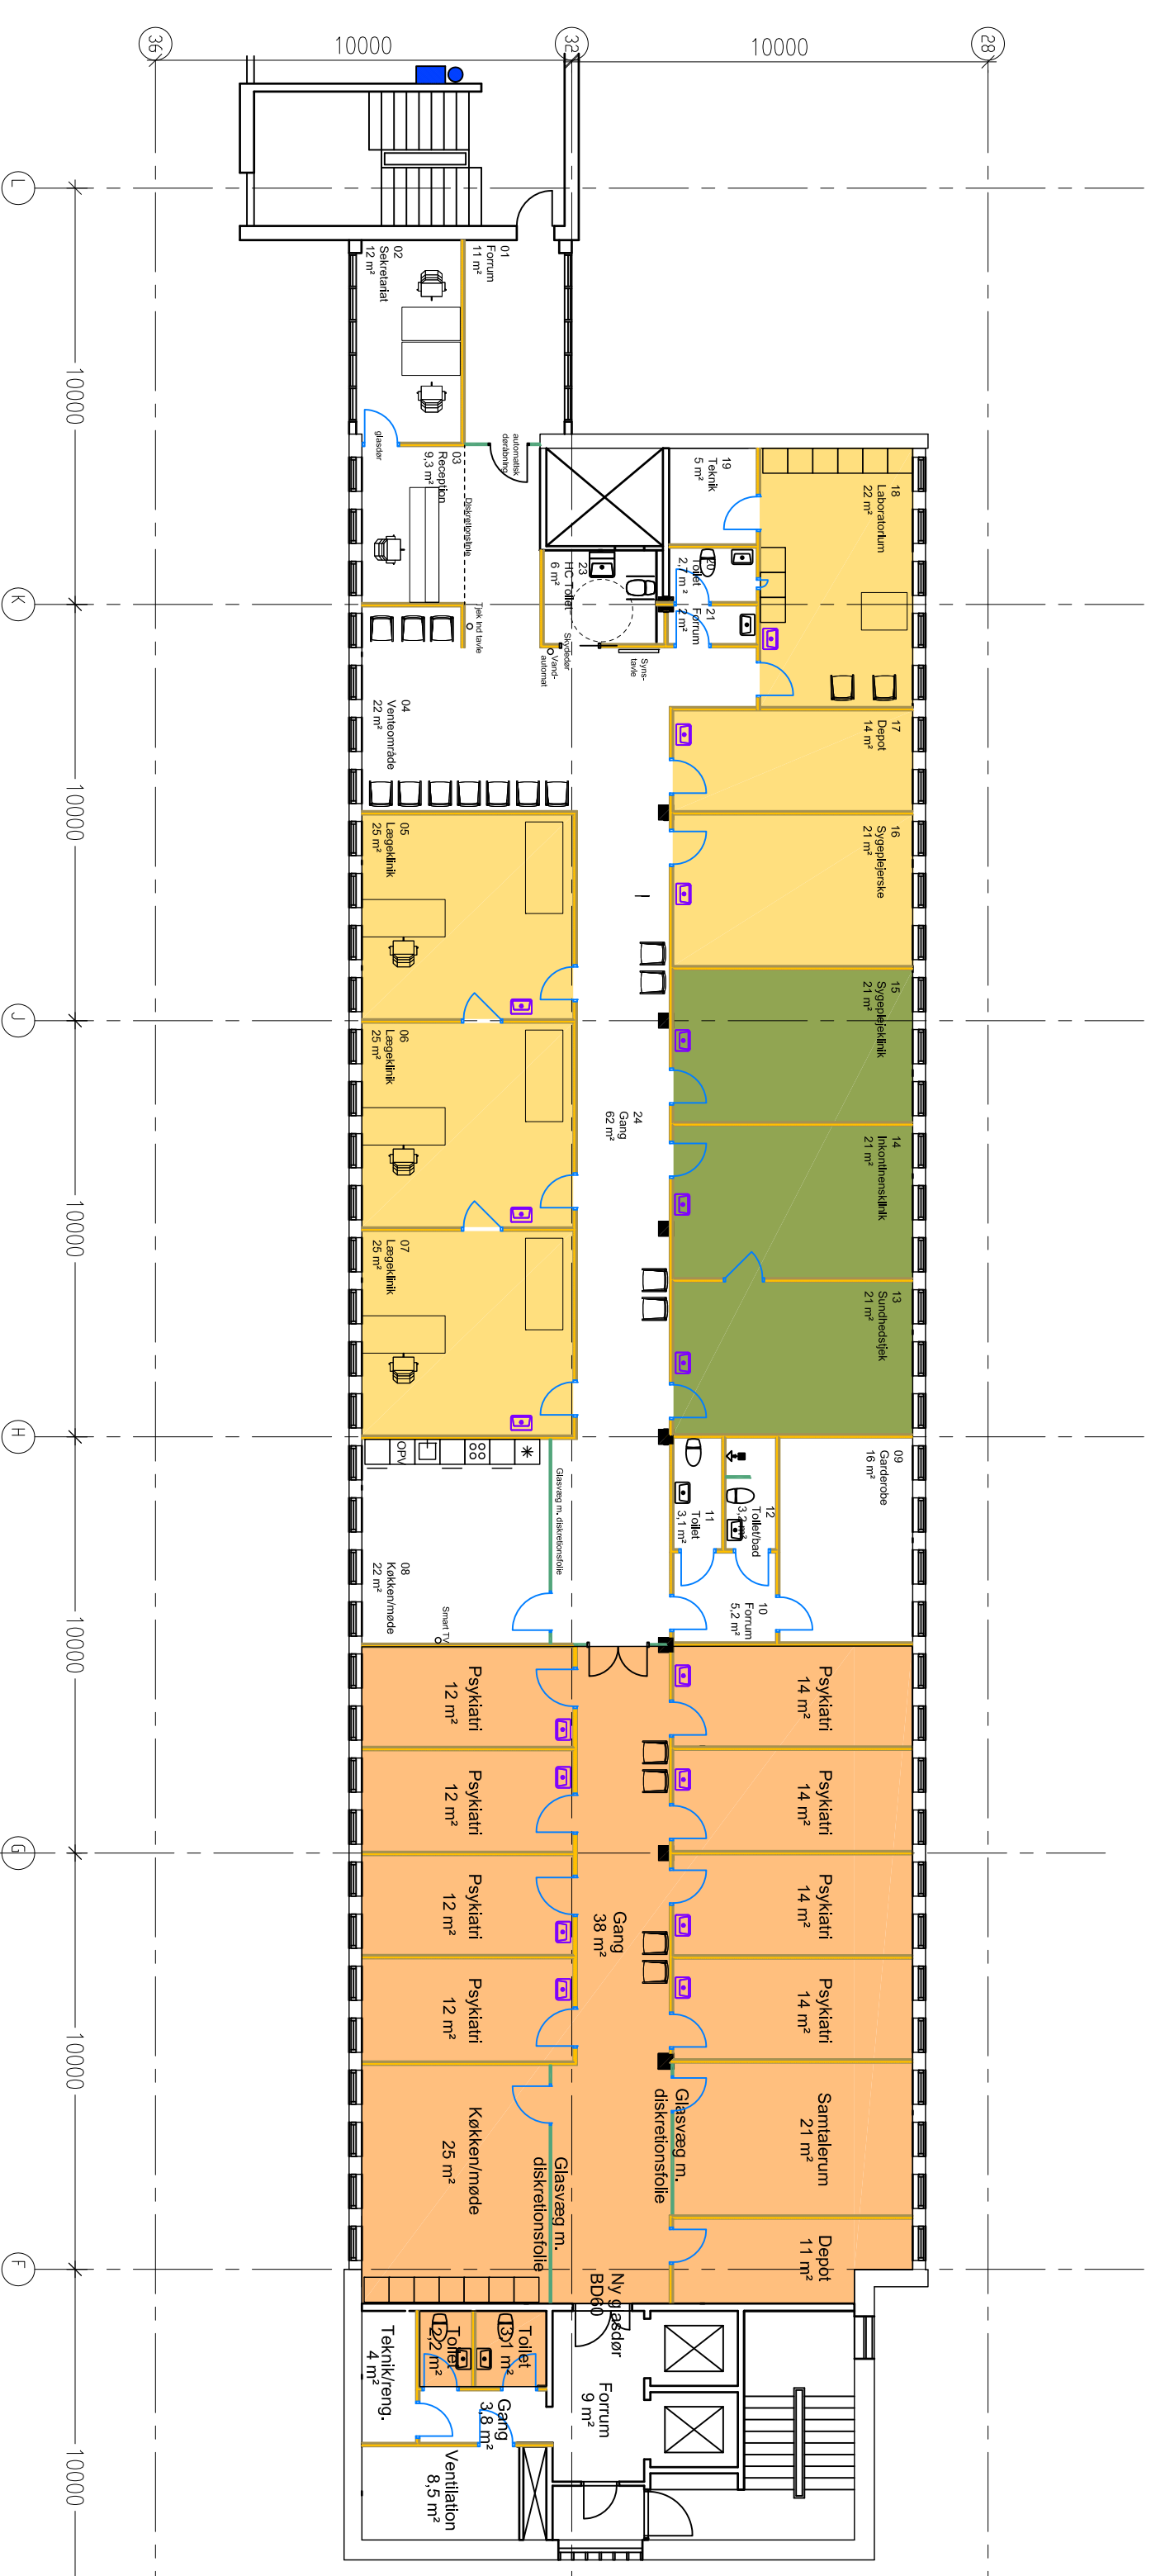 36
10000
32
10000
28
L
10000
K
10000
J
10000
H
10000
G
10000
F
10000
01
Forrum
11 m²
02
Sekretariat
12 m²
glasdør
automatisk
døråbning
03
Reception
9,3 m²
Diskretionslinie
Tjek ind tavle
19
Teknik
5 m²
18
Laboratorium
22 m²
20
Toilet
2,7 m²
21
Forrum
2 m²
23
HC Toilet
6 m²
Skydedør
Vand-
automat
Syns-
tavle
04
Venteområde
22 m²
17
Depot
14 m²
05
Lægeklinik
25 m²
16
Sygeplejerske
21 m²
15
Sygeplejeklinik
21 m²
06
Lægeklinik
25 m²
24
Gang
62 m²
14
Inkontinensklinik
21 m²
07
Lægeklinik
25 m²
13
Sundhedstjek
21 m²
OPV
Glasvæg m. diskretionsfolie
08
Køkken/møde
22 m²
Smart TV
11
Toilet
3,1 m²
12
Toilet/bad
09
Garderobe
16 m²
10
Forrum
5,2 m²
Psykiatri
12 m²
Psykiatri
14 m²
Psykiatri
12 m²
Psykiatri
14 m²
Psykiatri
12 m²
Gang
38 m²
Psykiatri
14 m²
Psykiatri
12 m²
Psykiatri
14 m²
Køkken/møde
25 m²
Glasvæg m.
diskretionsfolie
Glasvæg m.
diskretionsfolie
Samtalerum
21 m²
Depot
11 m²
Ny glasdør
BD60
Teknik/reng.
4 m²
Toilet
2,2 m²
Toilet
3,1 m²
Gang
3,8 m²
Forrum
9 m²
Ventilation
8,5 m²